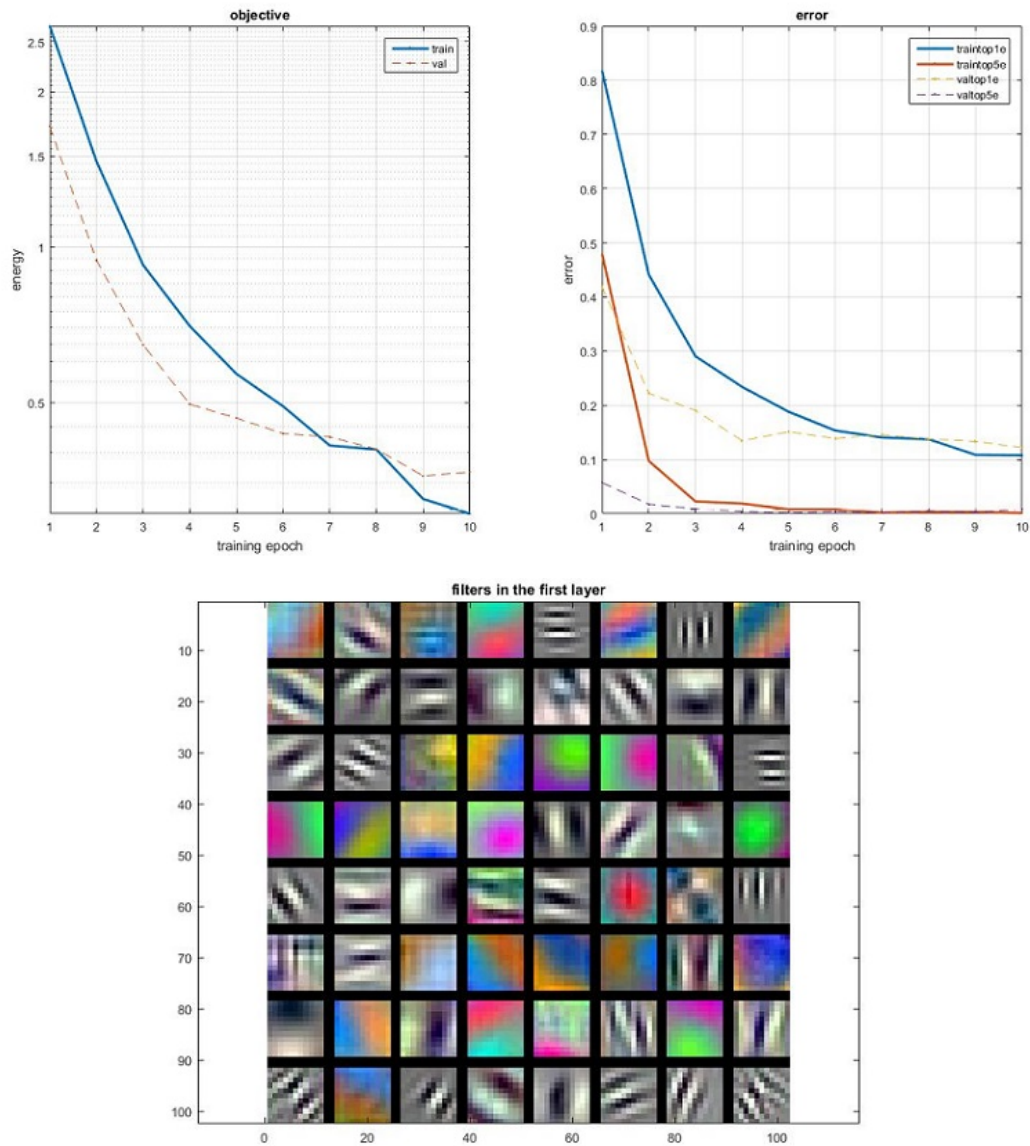 objective
train
val
2.5
2
1.5
1
0.5
energy
1 2 3 4 5 6 7 8 9 10
training epoch
error
traintop1e
traintop5e
valtop1e
valtop5e
0.9
0.8
0.7
0.6
0.5
0.4
0.3
0.2
0.1
0
error
1 2 3 4 5 6 7 8 9 10
training epoch
filters in the first layer
10
20
30
40
50
60
70
80
90
100
0 20 40 60 80 100